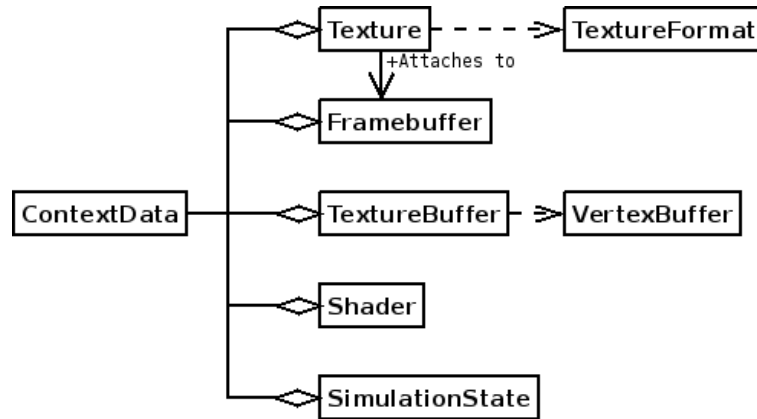 Texture
TextureFormat
+Attaches to
Framebuffer
ContextData
TextureBuffer
VertexBuffer
Shader
SimulationState